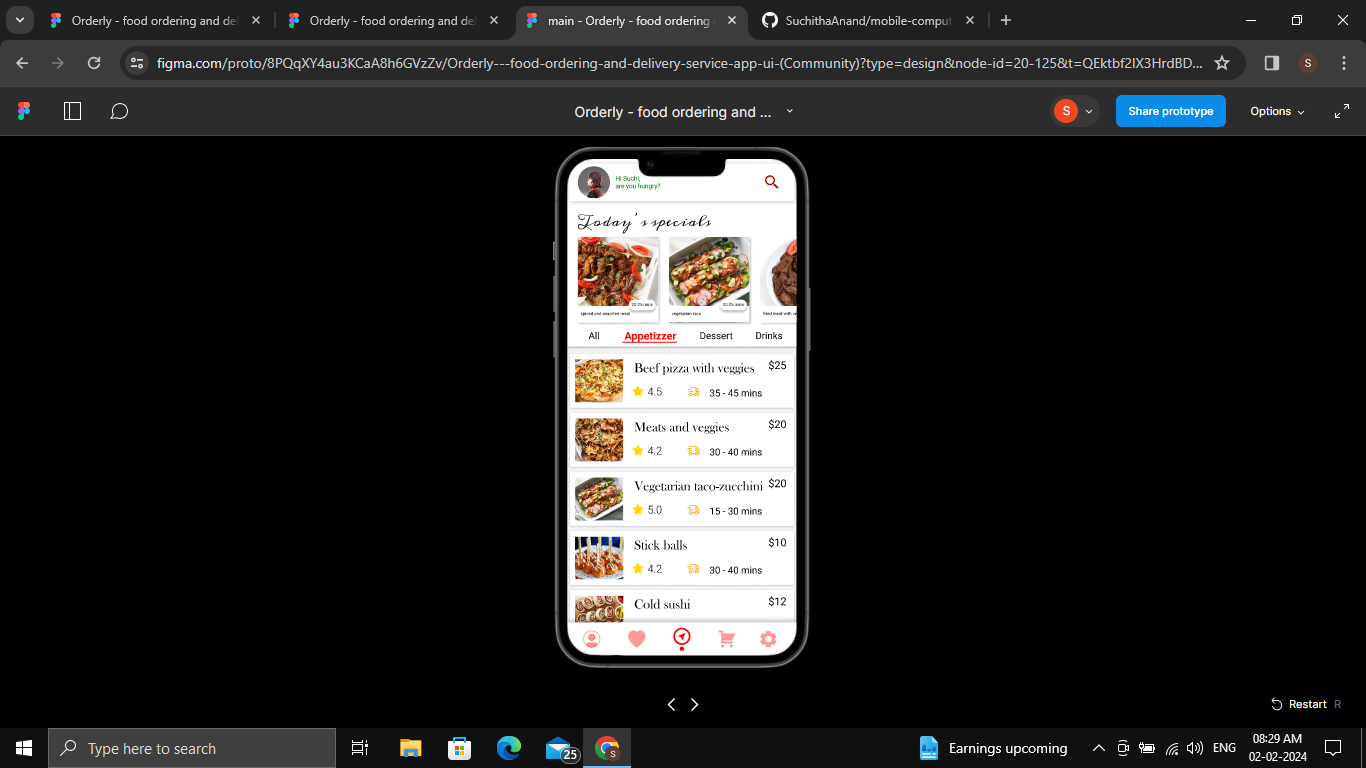 Orderly - food ordering and del
Orderly - food ordering and del
main - Orderly - food ordering
SuchithaAnand/mobile-comput
figma.com/proto/8PQqXY4au3KCaA8h6GVzZv/Orderly---food-ordering-and-delivery-service-app-ui-(Community)?type=design&node-id=20-125&t=QEktbf2IX3HrdBD...
S
Orderly - food ordering and ...
S
Share prototype
Options
Hi Suchi,
are you hungry?
Today's specials
20-25 mins
20-25 mins
spiced and assorted meat
vegetarian taco
fried meat with ve
All
Appetizzer
Dessert
Drinks
Beef pizza with veggies
$25
4.5
35 - 45 mins
Meats and veggies
$20
4.2
30 - 40 mins
Vegetarian taco-zucchini
$20
5.0
15 - 30 mins
Stick balls
$10
4.2
30 - 40 mins
Cold sushi
$12
Restart R
Type here to search
25
S
Earnings upcoming
ENG
08:29 AM
02-02-2024